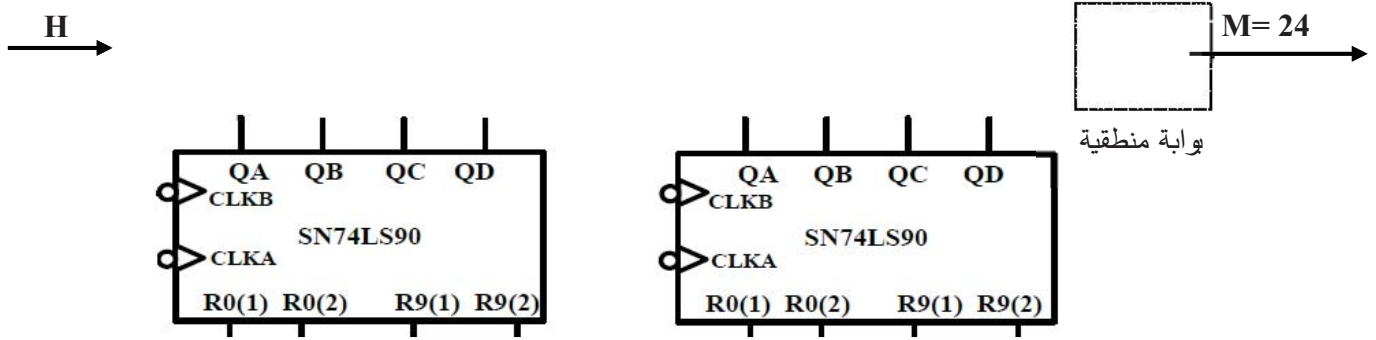 H
M= 24
بوابة منطقية
QA QB QC QD
CLKB
SN74LS90
CLKA
R0(1) R0(2) R9(1) R9(2)
QA QB QC QD
CLKB
SN74LS90
CLKA
R0(1) R0(2) R9(1) R9(2)